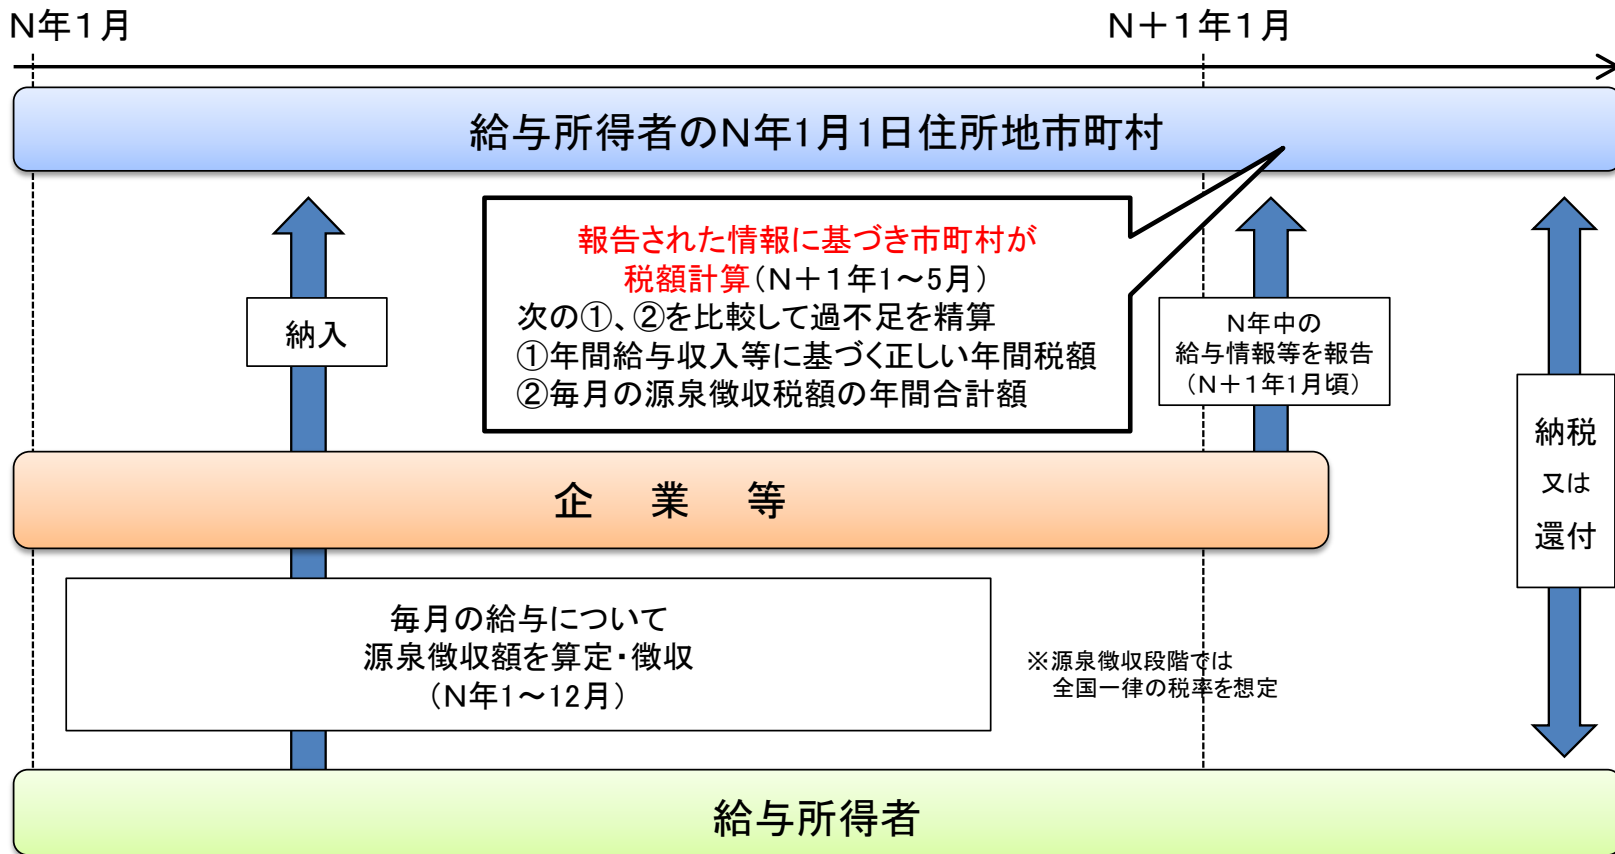 N年1月
N＋1年1月
給与所得者のN年1月1日住所地市町村
報告された情報に基づき市町村が
税額計算（N＋1年1～5月）
次の①、②を比較して過不足を精算
①年間給与収入等に基づく正しい年間税額
②毎月の源泉徴収税額の年間合計額
納入
N年中の
給与情報等を報告
（N＋1年1月頃）
納税
又は
還付
企　業　等
毎月の給与について
源泉徴収額を算定・徴収
（N年1～12月）
※源泉徴収段階では
全国一律の税率を想定
給与所得者